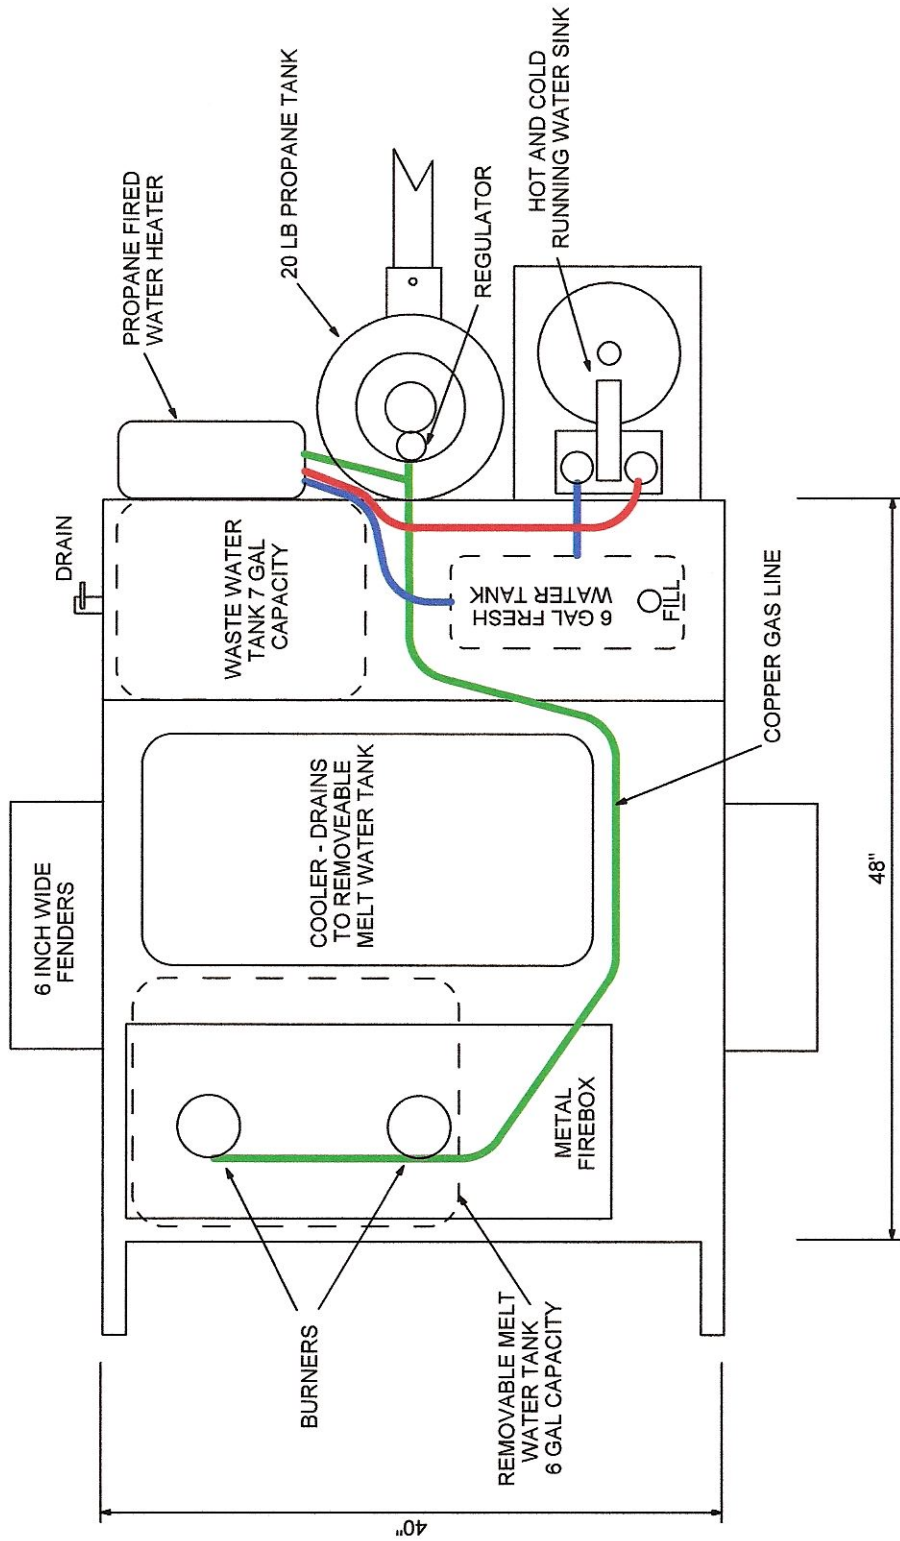 PROPANE FIRED
WATER HEATER
20 LB PROPANE TANK
REGULATOR
HOT AND COLD
RUNNING WATER SINK
DRAIN
WASTE WATER
TANK 7 GAL
CAPACITY
6 GAL FRESH
WATER TANK
FILL
COPPER GAS LINE
6 INCH WIDE
FENDERS
COOLER - DRAINS
TO REMOVEABLE
MELT WATER TANK
48"
METAL
FIREBOX
BURNERS
REMOVABLE MELT
WATER TANK
6 GAL CAPACITY
40"